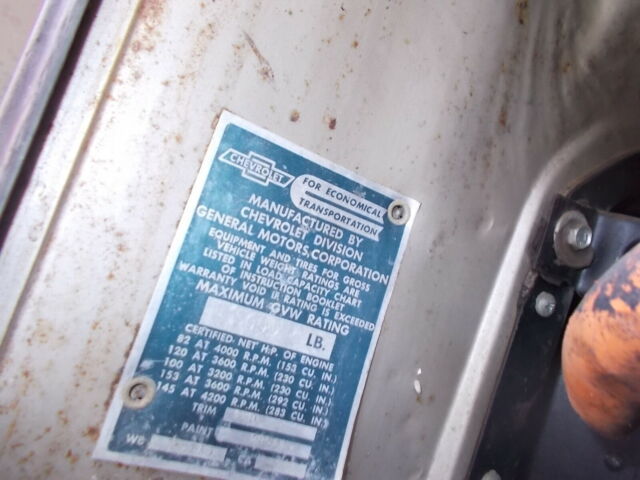 CHEVROLET
FOR ECONOMICAL
TRANSPORTATION
MANUFACTURED BY
CHEVROLET DIVISION
GENERAL MOTORS CORPORATION
EQUIPMENT AND TIRES FOR GROSS
VEHICLE WEIGHT RATINGS ARE
LISTED IN LOAD CAPACITY CHART
OF INSTRUCTION BOOKLET
WARRANTY VOID IF RATING IS EXCEEDED
MAXIMUM GVW RATING
LB.
CERTIFIED NET H.P. OF ENGINE
82 AT 4000 R.P.M. (153 CU. IN.)
120 AT 3600 R.P.M. (230 CU. IN.)
100 AT 3200 R.P.M. (230 CU. IN.)
153 AT 3600 R.P.M. (292 CU. IN.)
145 AT 4200 R.P.M. (283 CU. IN.)
TRIM
PAINT
WB CA